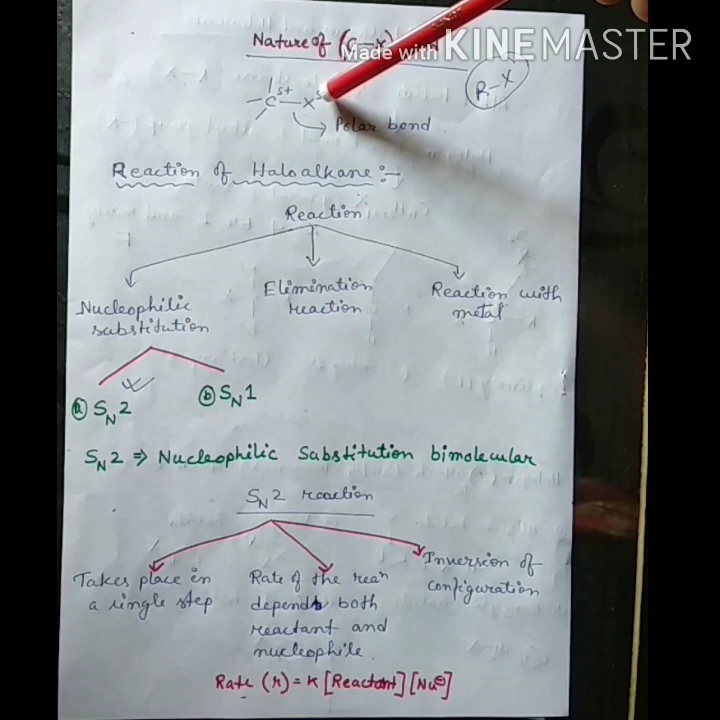 Nature of (C-X)
Made with KINEMASTER
R-X
-C^δ+-X^δ
→ Polar bond
Reaction of Haloalkane :-
Reaction
Nucleophilic substitution
Elimination reaction
Reaction with metal
ⓐ SN2
ⓑ SN1
SN2 ⇒ Nucleophilic Substitution bimolecular
SN2 reaction
Takes place in a single step
Rate of the rean depends both reactant and nucleophile.
Inversion of configuration
Rate (r) = K [Reactant] [Nu⊖]